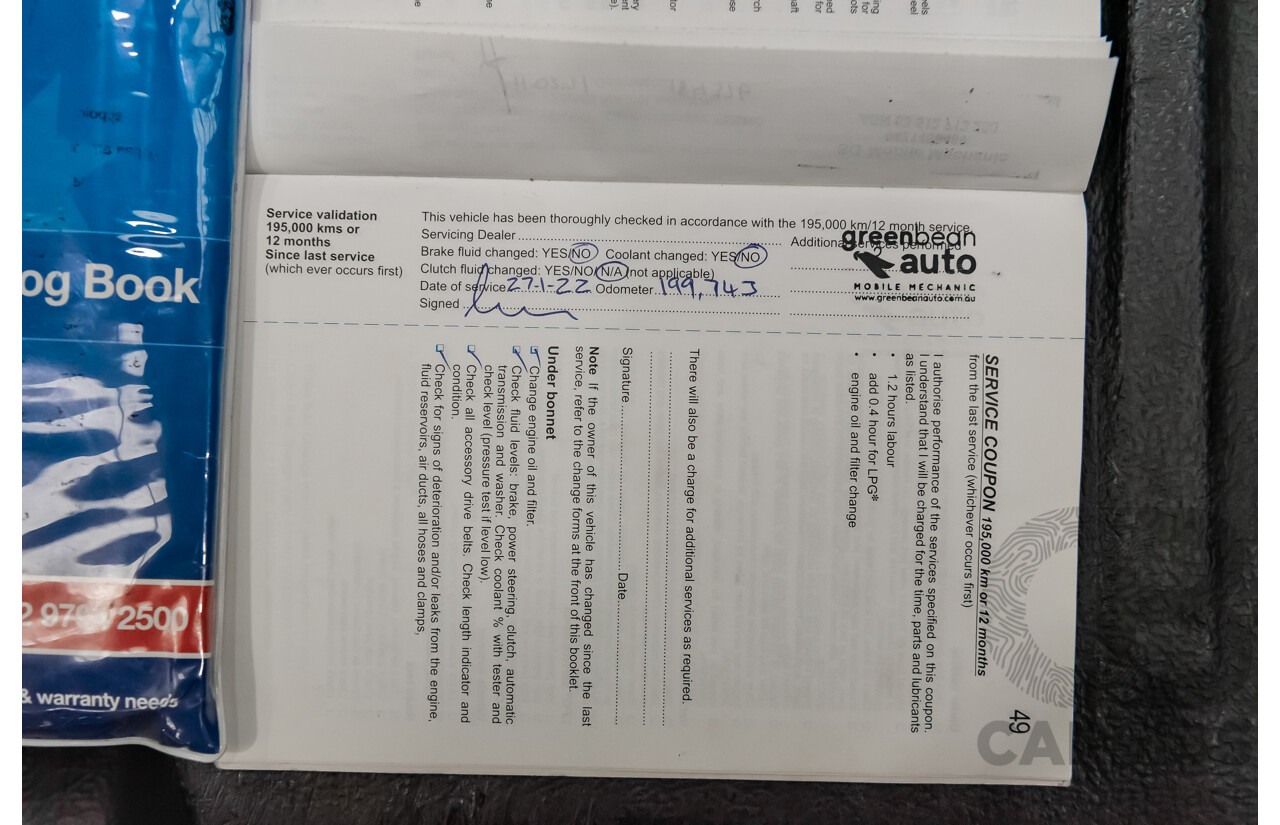 og Book
2500
& warranty needs
Service validation
195,000 kms or
12 months
Since last service
(which ever occurs first)
This vehicle has been thoroughly checked in accordance with the 195,000 km/12 month service.
Servicing Dealer
Additional services performed
Brake fluid changed: YES/NO Coolant changed: YES/NO
Clutch fluid changed: YES/NO/N/A (not applicable)
Date of service 27-1-22 Odometer 199,743
Signed
greenbean
auto
MOBILE MECHANIC
www.greenbeanauto.com.au
SERVICE COUPON 195,000 km or 12 months
from the last service (whichever occurs first)
I authorise performance of the services specified on this coupon.
I understand that I will be charged for the time, parts and lubricants
as listed.
• 1.2 hours labour
• add 0.4 hour for LPG*
• engine oil and filter change
There will also be a charge for additional services as required.
Signature Date
Note If the owner of this vehicle has changed since the last
service, refer to the change forms at the front of this booklet.
Under bonnet
Change engine oil and filter.
Check fluid levels: brake, power steering, clutch, automatic
transmission and washer. Check coolant % with tester and
check level (pressure test if level low).
Check all accessory drive belts. Check length indicator and
condition.
Check for signs of deterioration and/or leaks from the engine,
fluid reservoirs, air ducts, all hoses and clamps,
49